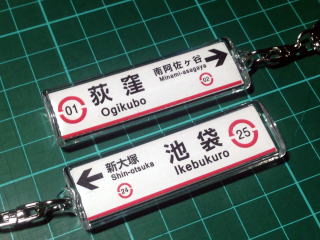 01
荻窪
Ogikubo
南阿佐ヶ谷
Minami-asagaya
02
新大塚
Shin-otsuka
24
池袋
Ikebukuro
25